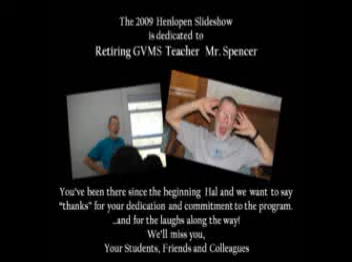 The 2009 Henlopen Slideshow
is dedicated to
Retiring GVMS Teacher Mr. Spencer
You've been there since the beginning Hal and we want to say
"thanks" for your dedication and commitment to the program.
...and for the laughs along the way!
We'll miss you,
Your Students, Friends and Colleagues